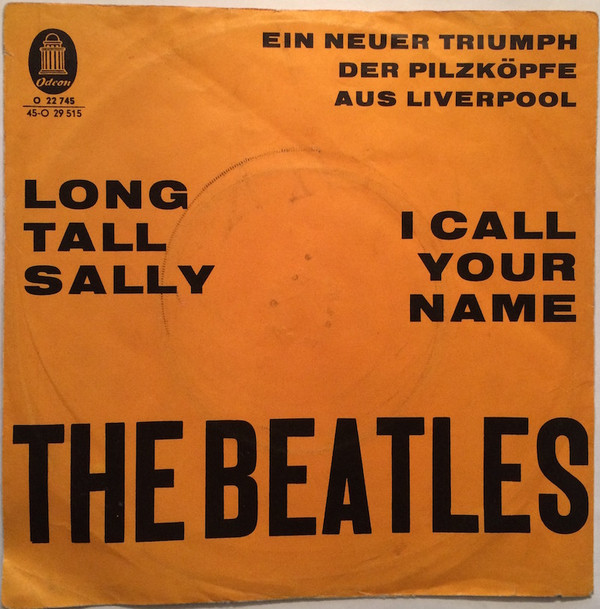 Odeon
O 22 745
45-O 29 515
EIN NEUER TRIUMPH
DER PILZKÖPFE
AUS LIVERPOOL
LONG
TALL
SALLY
I CALL
YOUR
NAME
THE BEATLES